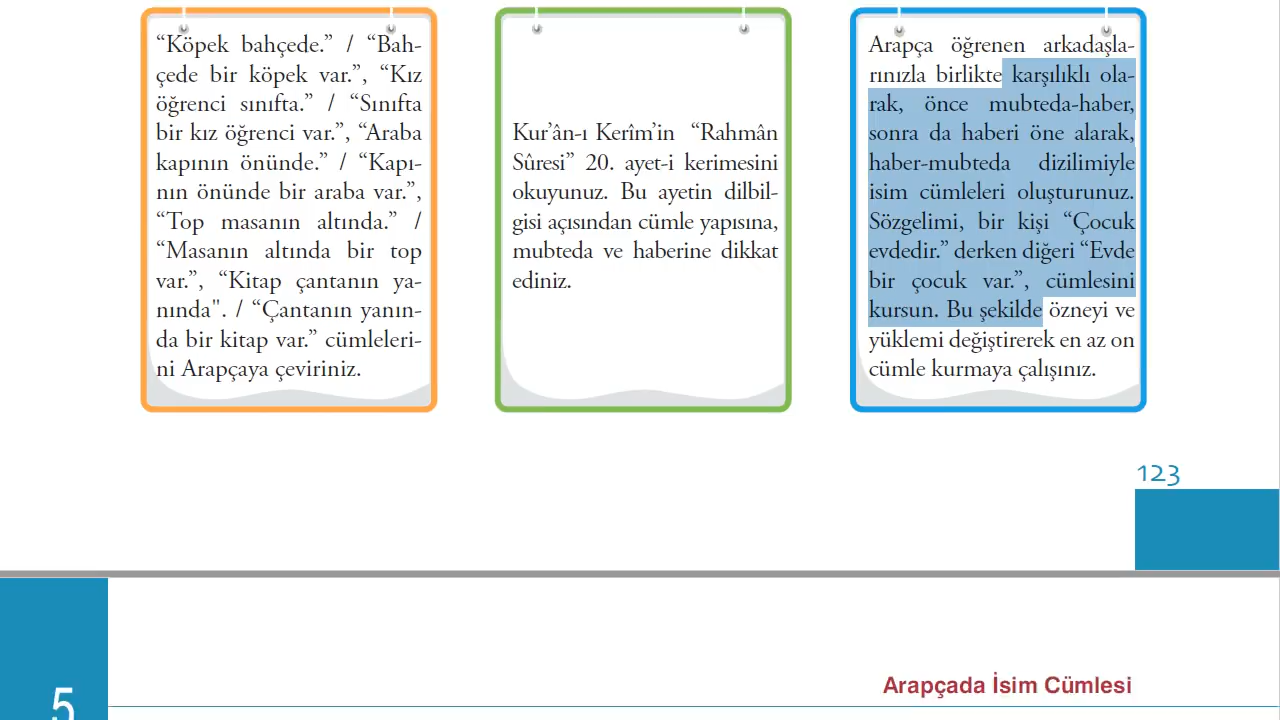 “Köpek bahçede.” / “Bah-
çede bir köpek var.”, “Kız
öğrenci sınıfta.” / “Sınıfta
bir kız öğrenci var.”, “Araba
kapının önünde.” / “Kapı-
nın önünde bir araba var.”,
“Top masanın altında.” /
“Masanın altında bir top
var.”, “Kitap çantanın ya-
nında". / “Çantanın yanın-
da bir kitap var.” cümleleri-
ni Arapçaya çeviriniz.
Kur’ân-ı Kerîm’in “Rahmân
Sûresi” 20. ayet-i kerimesini
okuyunuz. Bu ayetin dilbil-
gisi açısından cümle yapısına,
mubteda ve haberine dikkat
ediniz.
Arapça öğrenen arkadaşla-
rınızla birlikte karşılıklı ola-
rak, önce mubteda-haber,
sonra da haberi öne alarak,
haber-mubteda dizilimiyle
isim cümleleri oluşturunuz.
Sözgelimi, bir kişi “Çocuk
evdedir.” derken diğeri “Evde
bir çocuk var.”, cümlesini
kursun. Bu şekilde özneyi ve
yüklemi değiştirerek en az on
cümle kurmaya çalışınız.
123
5
Arapçada İsim Cümlesi